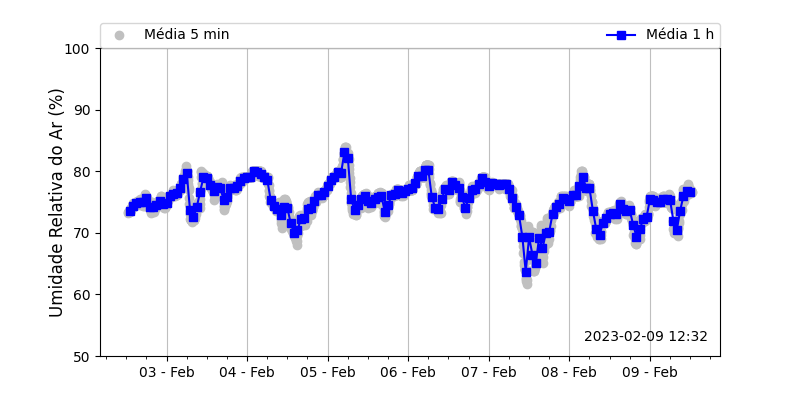 Média 5 min
Média 1 h
100
90
80
70
60
50
Umidade Relativa do Ar (%)
2023-02-09 12:32
03 - Feb
04 - Feb
05 - Feb
06 - Feb
07 - Feb
08 - Feb
09 - Feb